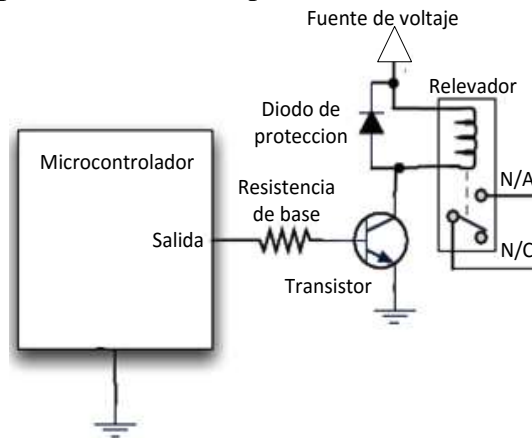 Fuente de voltaje
Relevador
Diodo de
proteccion
Microcontrolador
Resistencia
de base
N/A
Salida
N/C
Transistor